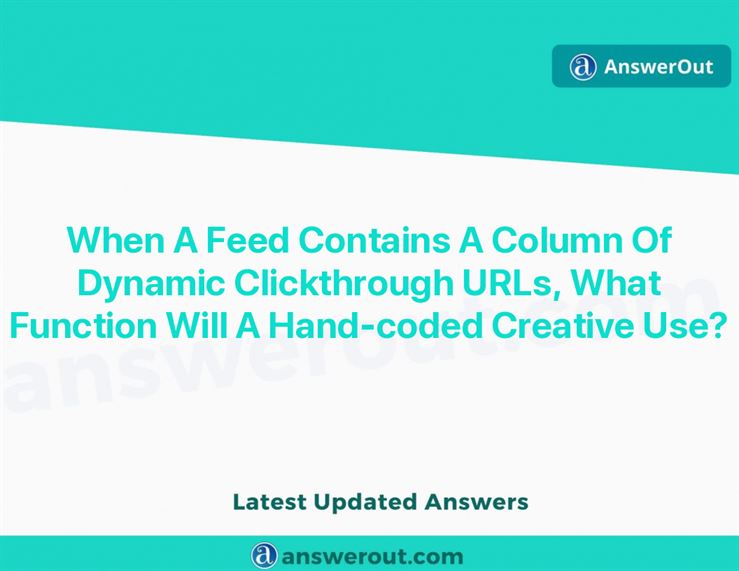 AnswerOut
When A Feed Contains A Column Of
Dynamic Clickthrough URLs, What
Function Will A Hand-coded Creative Use?
answerout.com
Latest Updated Answers
answerout.com